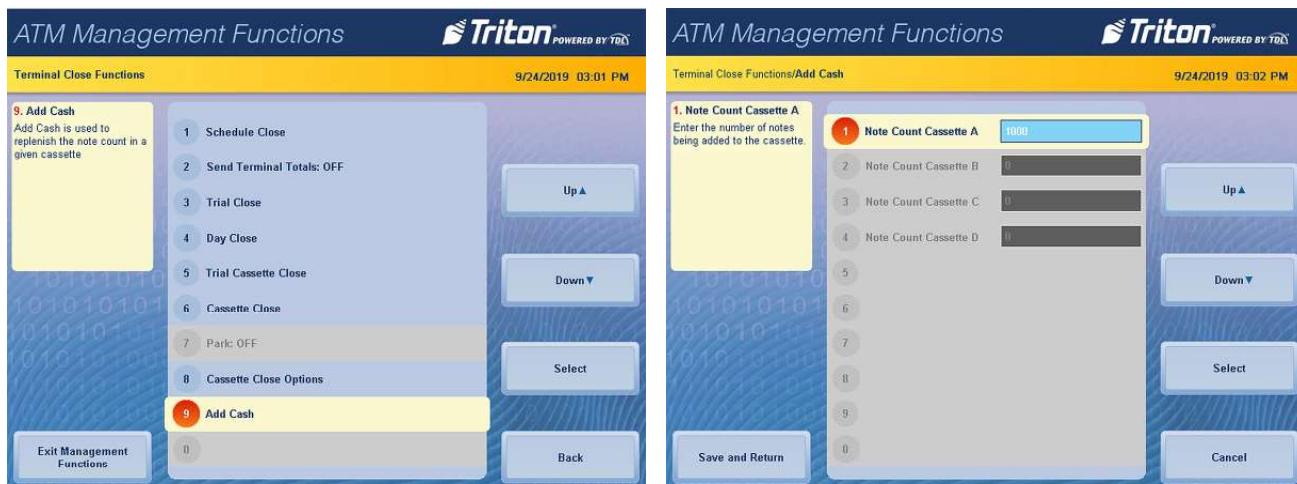 ATM Management Functions
Triton POWERED BY TDL
Terminal Close Functions
9/24/2019 03:01 PM
9. Add Cash
Add Cash is used to
replenish the note count in a
given cassette
1 Schedule Close
2 Send Terminal Totals: OFF
3 Trial Close
4 Day Close
5 Trial Cassette Close
6 Cassette Close
7 Park: OFF
8 Cassette Close Options
9 Add Cash
0
Up▲
Down▼
Select
Exit Management
Functions
Back
ATM Management Functions
Triton POWERED BY TDL
Terminal Close Functions/Add Cash
9/24/2019 03:02 PM
1. Note Count Cassette A
Enter the number of notes
being added to the cassette.
1 Note Count Cassette A 1000
2 Note Count Cassette B 0
3 Note Count Cassette C 0
4 Note Count Cassette D 0
5
6
7
8
9
0
Up▲
Down▼
Select
Save and Return
Cancel